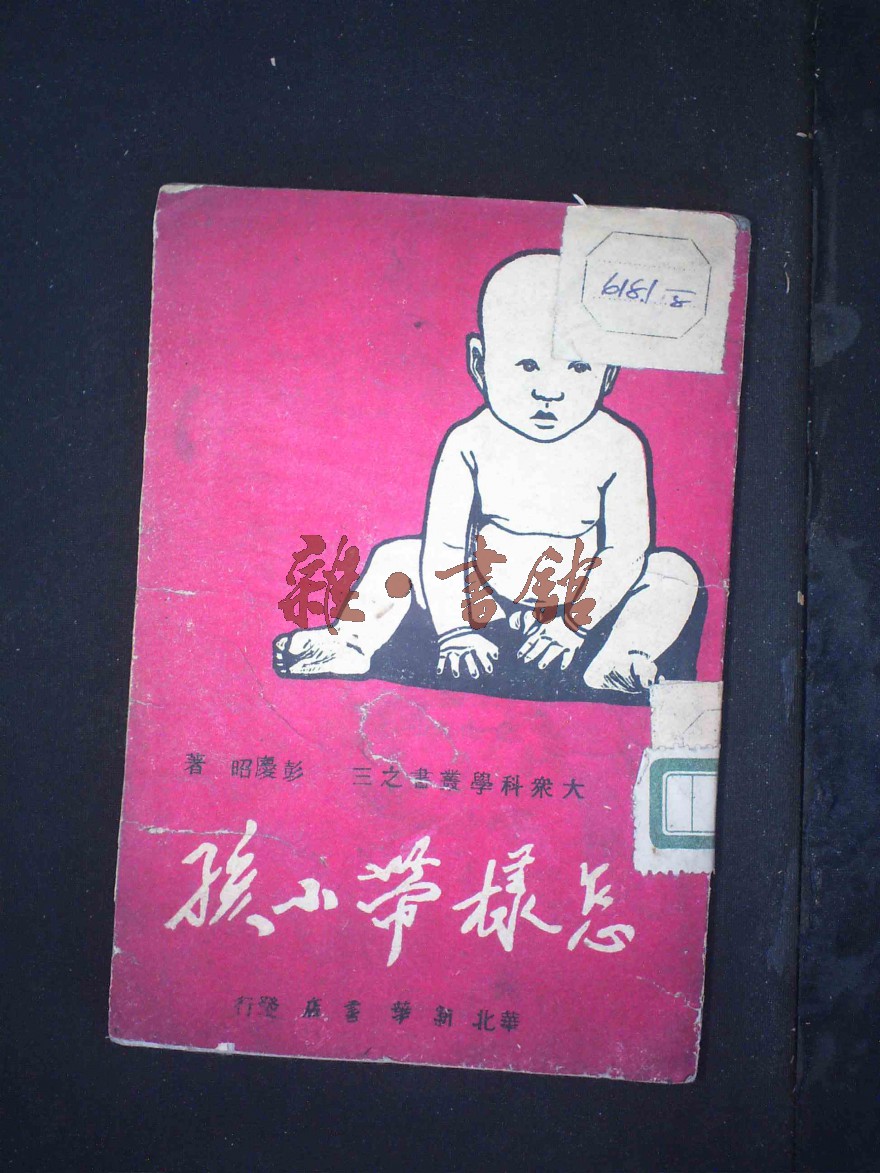 618.1
雜·書舘
大衆科學叢書之三 彭慶昭 著
怎樣帶小孩
華北新華書店發行